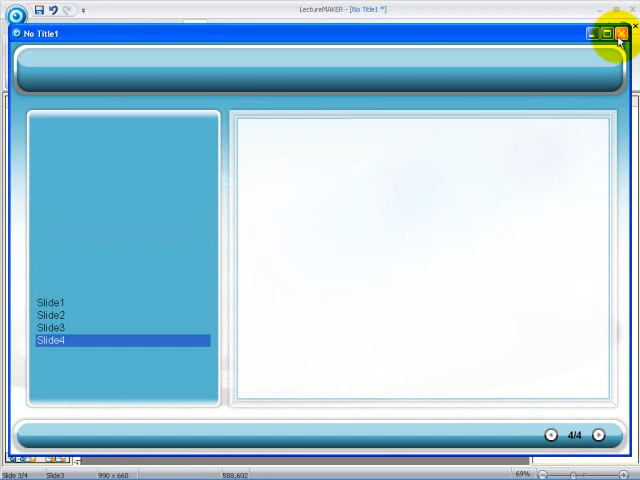 LectureMAKER - [No Title1 *]
No Title1
Slide1
Slide2
Slide3
Slide4
4/4
Slide 3/4 Slide3 990 x 660 588,602 69%